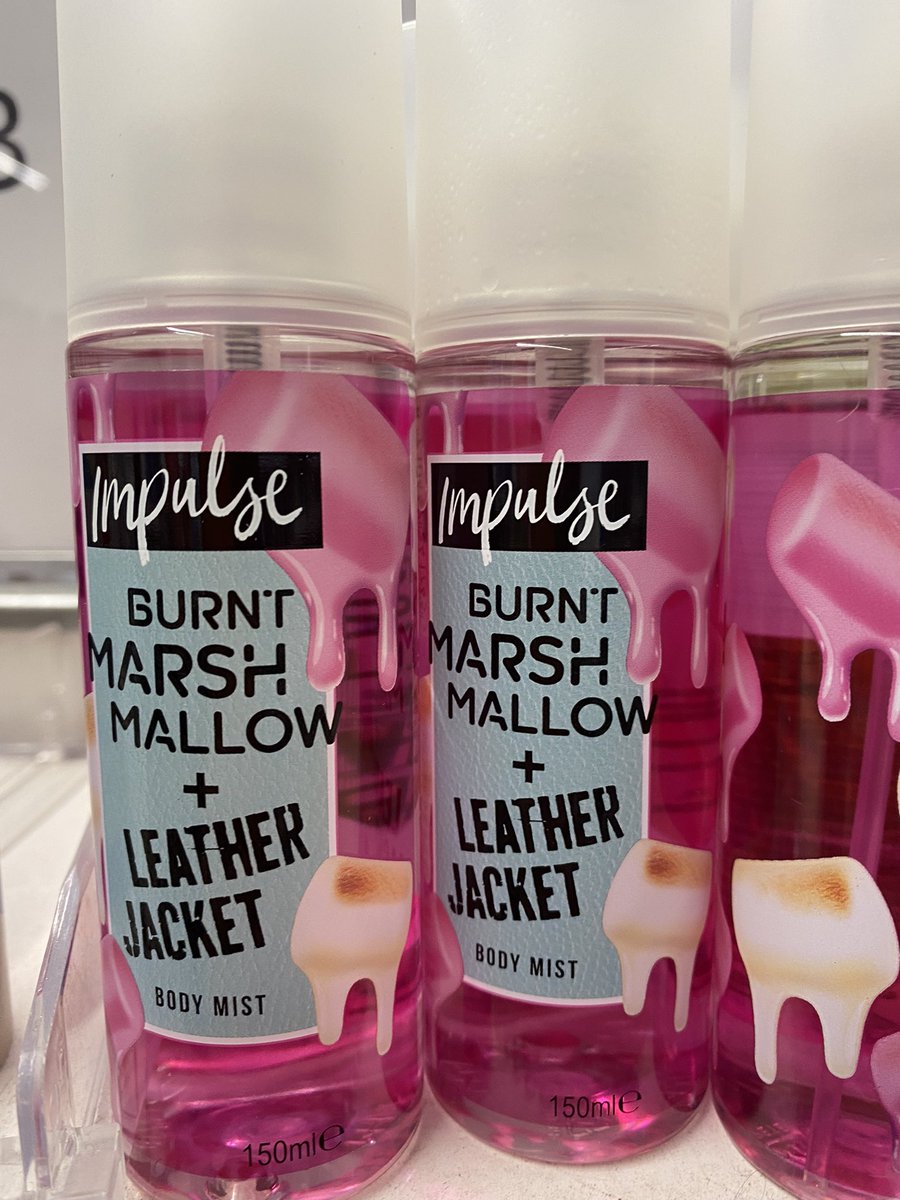 Impulse
BURNT
MARSH
MALLOW
+
LEATHER
JACKET
BODY MIST
150ml e
Impulse
BURNT
MARSH
MALLOW
+
LEATHER
JACKET
BODY MIST
150ml e